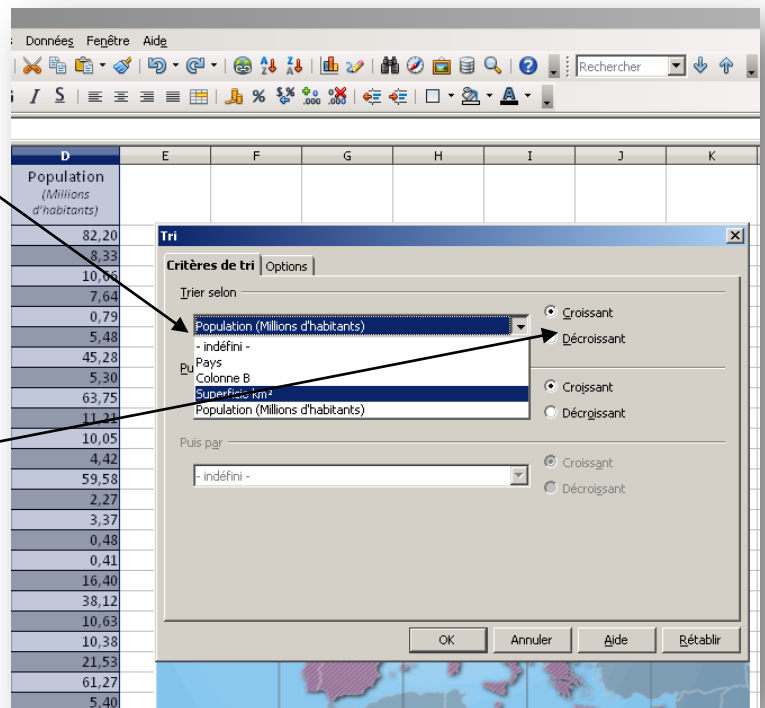 Données Fenêtre Aide
Rechercher
I S % $% .000 .000 A
D E F G H I J K
Population
(Millions
d'habitants)
82,20
8,33
10,66
7,64
0,79
5,48
45,28
5,30
63,75
11,21
10,05
4,42
59,58
2,27
3,37
0,48
0,41
16,40
38,12
10,63
10,38
21,53
61,27
5,40
Tri
Critères de tri Options
Trier selon
Population (Millions d'habitants)
Croissant
Décroissant
- indéfini -
Pays
Colonne B
Superficie km²
Population (Millions d'habitants)
Pu
Croissant
Décroissant
Puis par
- indéfini -
Croissant
Décroissant
OK Annuler Aide Rétablir